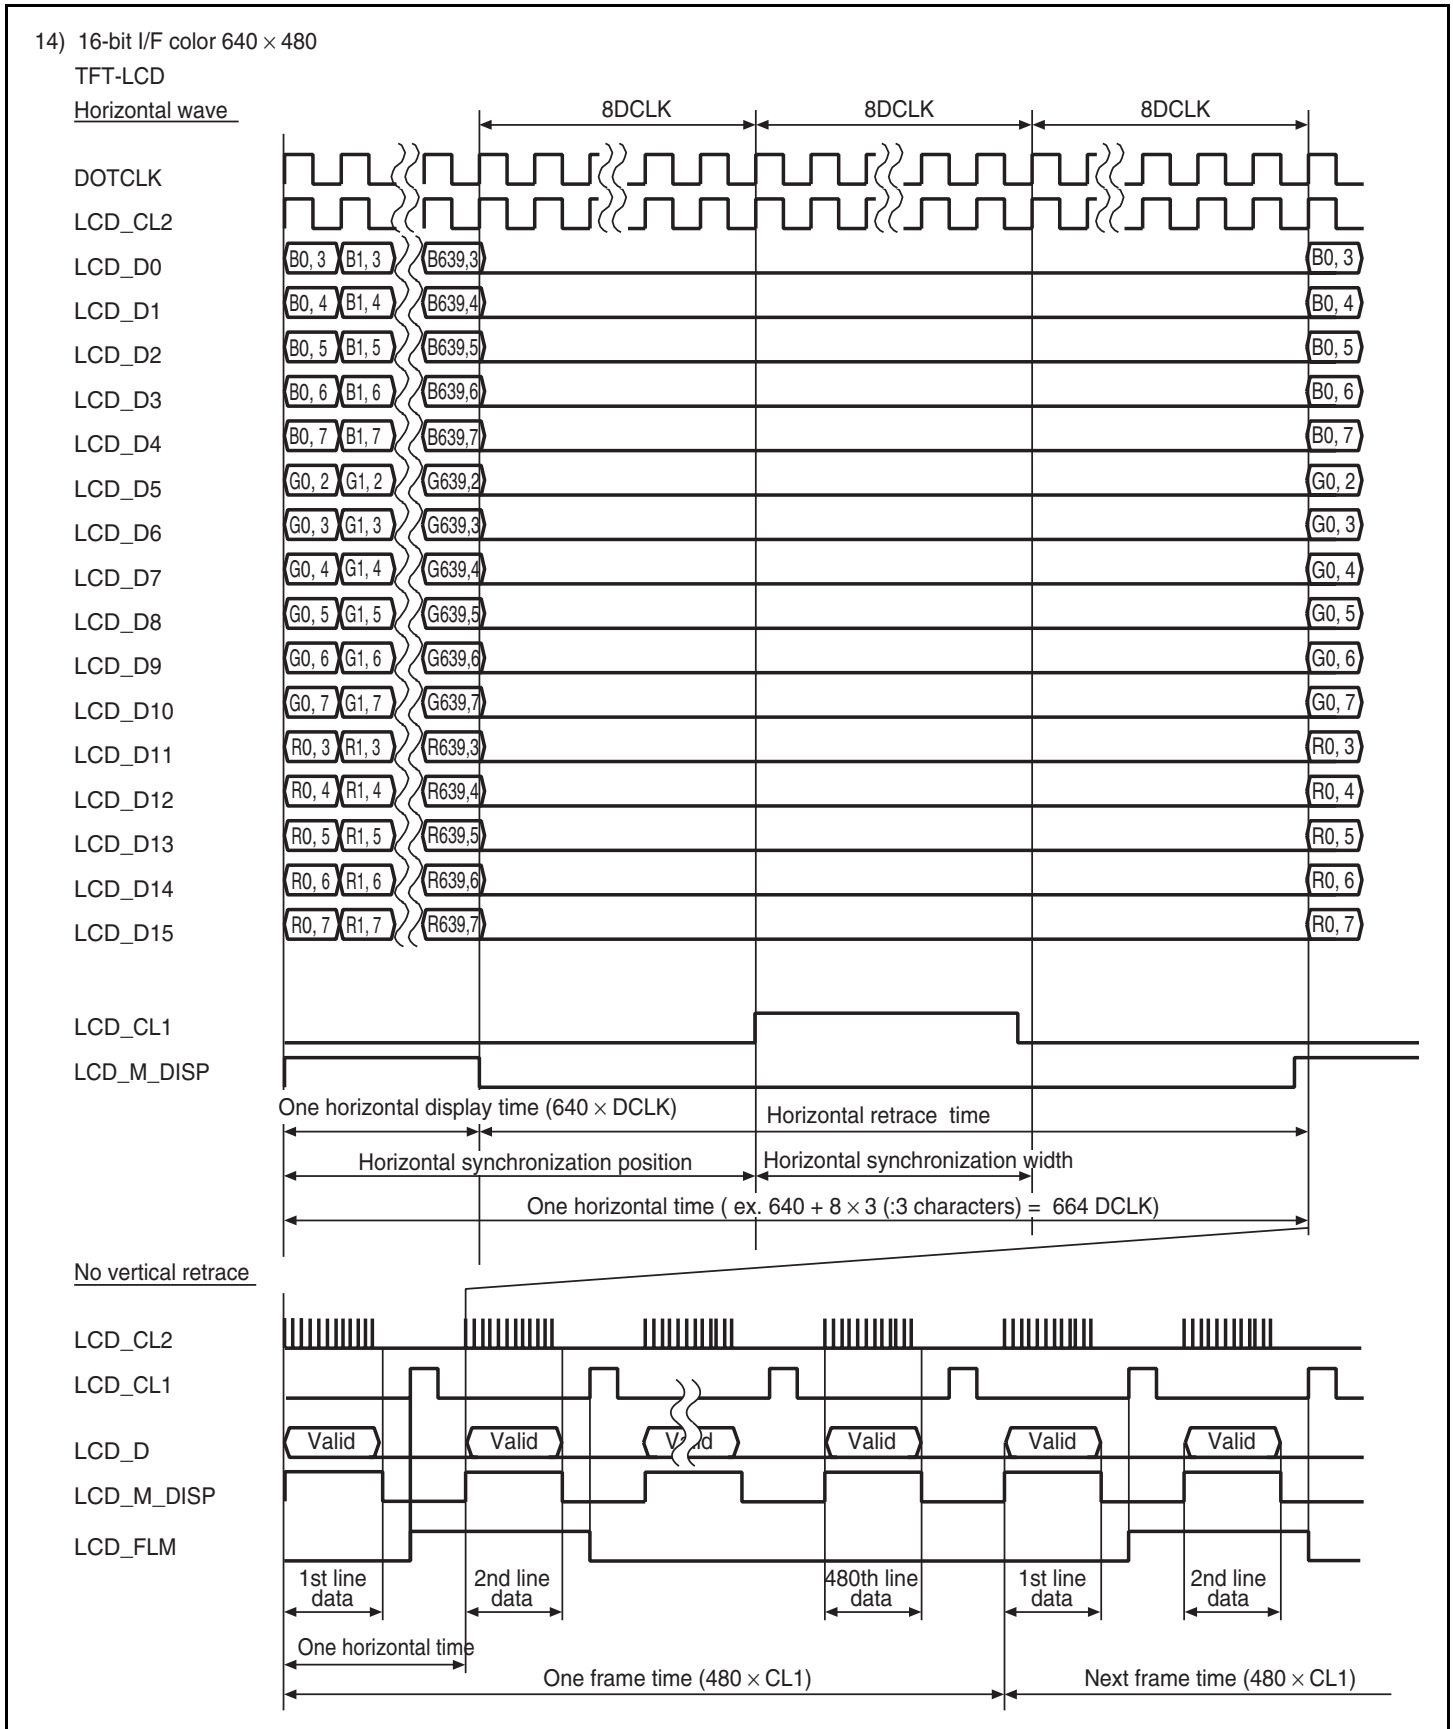 14) 16-bit I/F color 640 × 480
TFT-LCD
Horizontal wave
8DCLK 8DCLK 8DCLK
DOTCLK
LCD_CL2
LCD_D0 B0, 3 B1, 3 B639,3 B0, 3
LCD_D1 B0, 4 B1, 4 B639,4 B0, 4
LCD_D2 B0, 5 B1, 5 B639,5 B0, 5
LCD_D3 B0, 6 B1, 6 B639,6 B0, 6
LCD_D4 B0, 7 B1, 7 B639,7 B0, 7
LCD_D5 G0, 2 G1, 2 G639,2 G0, 2
LCD_D6 G0, 3 G1, 3 G639,3 G0, 3
LCD_D7 G0, 4 G1, 4 G639,4 G0, 4
LCD_D8 G0, 5 G1, 5 G639,5 G0, 5
LCD_D9 G0, 6 G1, 6 G639,6 G0, 6
LCD_D10 G0, 7 G1, 7 G639,7 G0, 7
LCD_D11 R0, 3 R1, 3 R639,3 R0, 3
LCD_D12 R0, 4 R1, 4 R639,4 R0, 4
LCD_D13 R0, 5 R1, 5 R639,5 R0, 5
LCD_D14 R0, 6 R1, 6 R639,6 R0, 6
LCD_D15 R0, 7 R1, 7 R639,7 R0, 7
LCD_CL1
LCD_M_DISP
One horizontal display time (640 × DCLK) Horizontal retrace time
Horizontal synchronization position Horizontal synchronization width
One horizontal time ( ex. 640 + 8 × 3 (:3 characters) = 664 DCLK)
No vertical retrace
LCD_CL2
LCD_CL1
LCD_D Valid Valid Valid Valid Valid Valid
LCD_M_DISP
LCD_FLM
1st line 2nd line 480th line 1st line 2nd line
data data data data data
One horizontal time
One frame time (480 × CL1) Next frame time (480 × CL1)